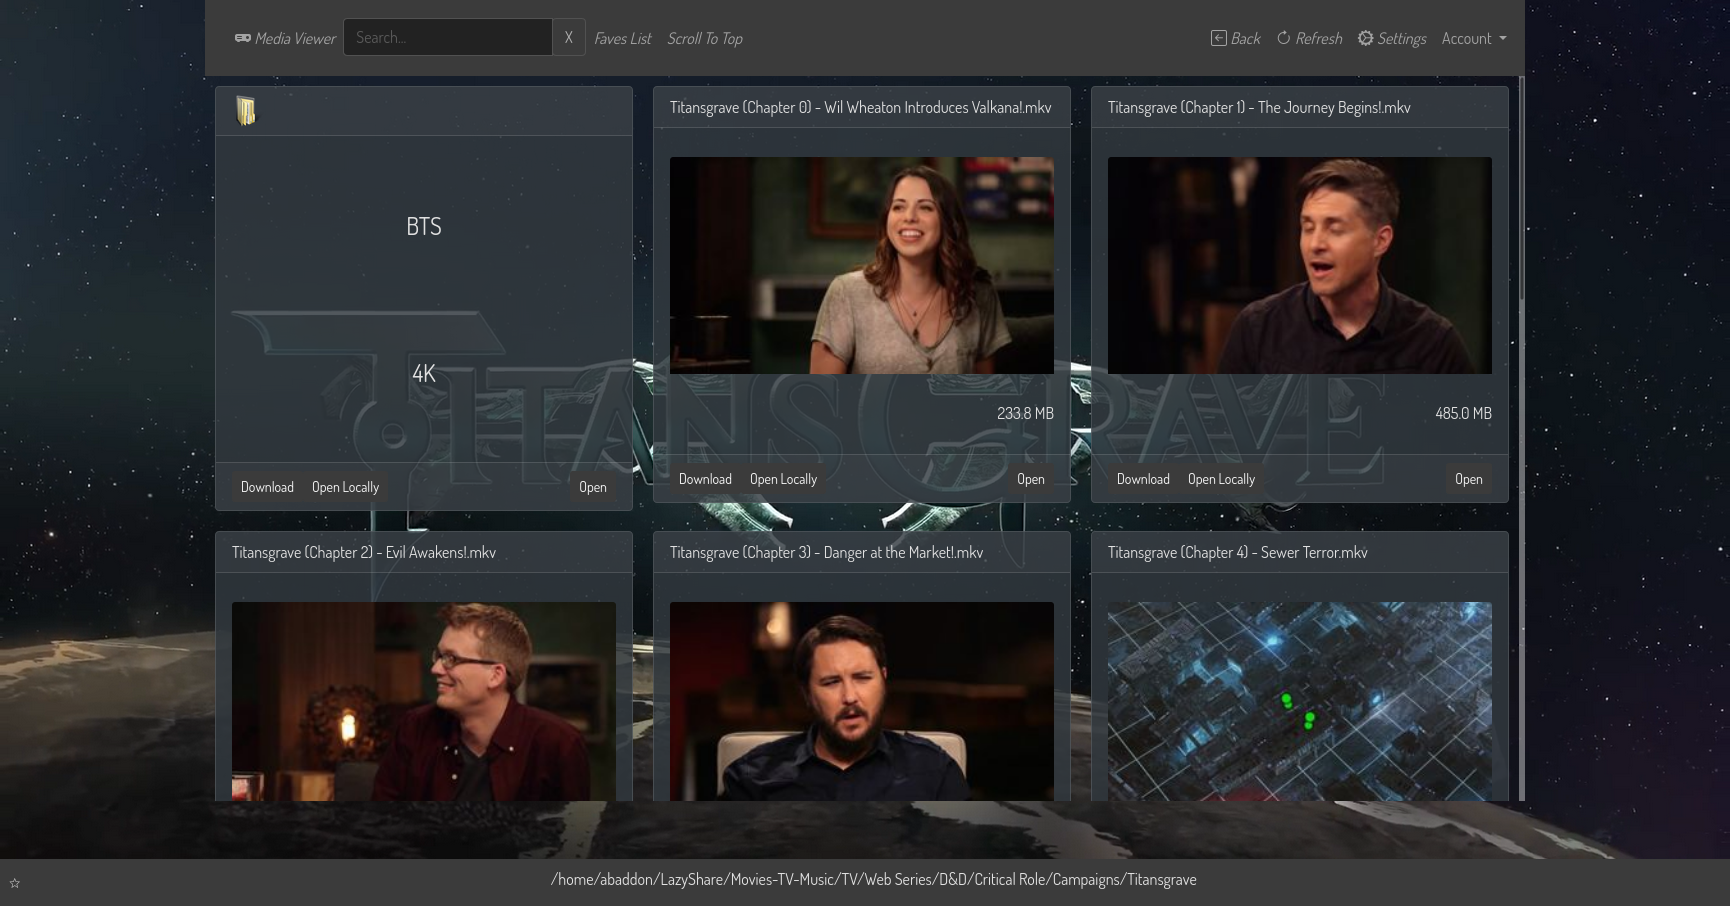 Media Viewer Search... X Faves List Scroll To Top Back Refresh Settings Account
Titansgrave (Chapter 0) - Wil Wheaton Introduces Valkana!.mkv
Titansgrave (Chapter 1) - The Journey Begins!.mkv
BTS
4K
TITANSGRAVE
233.8 MB
485.0 MB
Download Open Locally Open
Download Open Locally Open
Download Open Locally Open
Titansgrave (Chapter 2) - Evil Awakens!.mkv
Titansgrave (Chapter 3) - Danger at the Market!.mkv
Titansgrave (Chapter 4) - Sewer Terror.mkv
/home/abaddon/LazyShare/Movies-TV-Music/TV/Web Series/D&D/Critical Role/Campaigns/Titansgrave